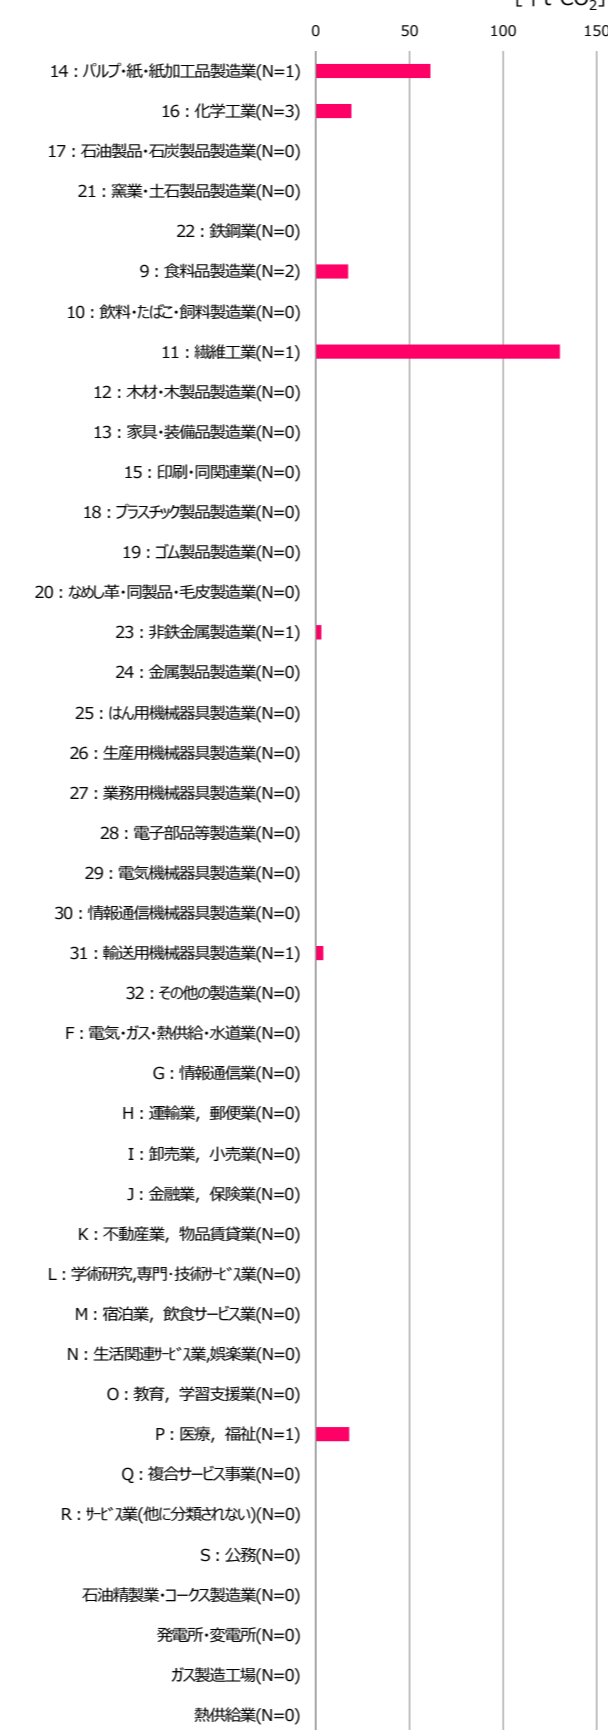 t-CO₂]
0 50 100 150
14：パルプ・紙・紙加工品製造業(N=1)
16：化学工業(N=3)
17：石油製品・石炭製品製造業(N=0)
21：窯業・土石製品製造業(N=0)
22：鉄鋼業(N=0)
9：食料品製造業(N=2)
10：飲料・たばこ・飼料製造業(N=0)
11：繊維工業(N=1)
12：木材・木製品製造業(N=0)
13：家具・装備品製造業(N=0)
15：印刷・同関連業(N=0)
18：プラスチック製品製造業(N=0)
19：ゴム製品製造業(N=0)
20：なめし革・同製品・毛皮製造業(N=0)
23：非鉄金属製造業(N=1)
24：金属製品製造業(N=0)
25：はん用機械器具製造業(N=0)
26：生産用機械器具製造業(N=0)
27：業務用機械器具製造業(N=0)
28：電子部品等製造業(N=0)
29：電気機械器具製造業(N=0)
30：情報通信機械器具製造業(N=0)
31：輸送用機械器具製造業(N=1)
32：その他の製造業(N=0)
F：電気・ガス・熱供給・水道業(N=0)
G：情報通信業(N=0)
H：運輸業，郵便業(N=0)
I：卸売業，小売業(N=0)
J：金融業，保険業(N=0)
K：不動産業，物品賃貸業(N=0)
L：学術研究,専門・技術ｻｰﾋﾞｽ業(N=0)
M：宿泊業，飲食サービス業(N=0)
N：生活関連ｻｰﾋﾞｽ業,娯楽業(N=0)
O：教育，学習支援業(N=0)
P：医療，福祉(N=1)
Q：複合サービス事業(N=0)
R：ｻｰﾋﾞｽ業(他に分類されない)(N=0)
S：公務(N=0)
石油精製業・コークス製造業(N=0)
発電所・変電所(N=0)
ガス製造工場(N=0)
熱供給業(N=0)